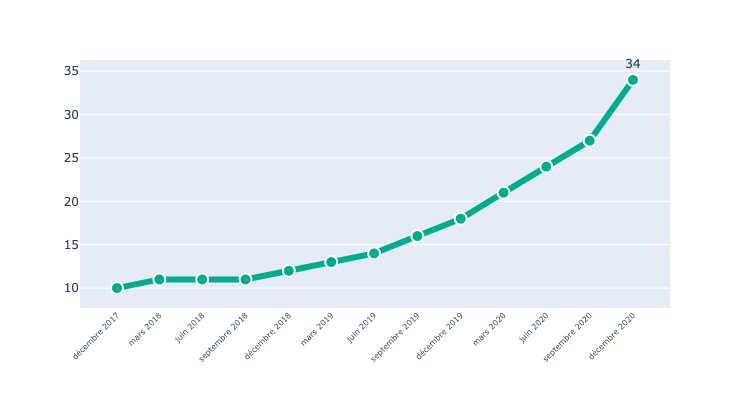 34
35
30
25
20
15
10
décembre 2017
mars 2018
juin 2018
septembre 2018
décembre 2018
mars 2019
juin 2019
septembre 2019
décembre 2019
mars 2020
juin 2020
septembre 2020
décembre 2020